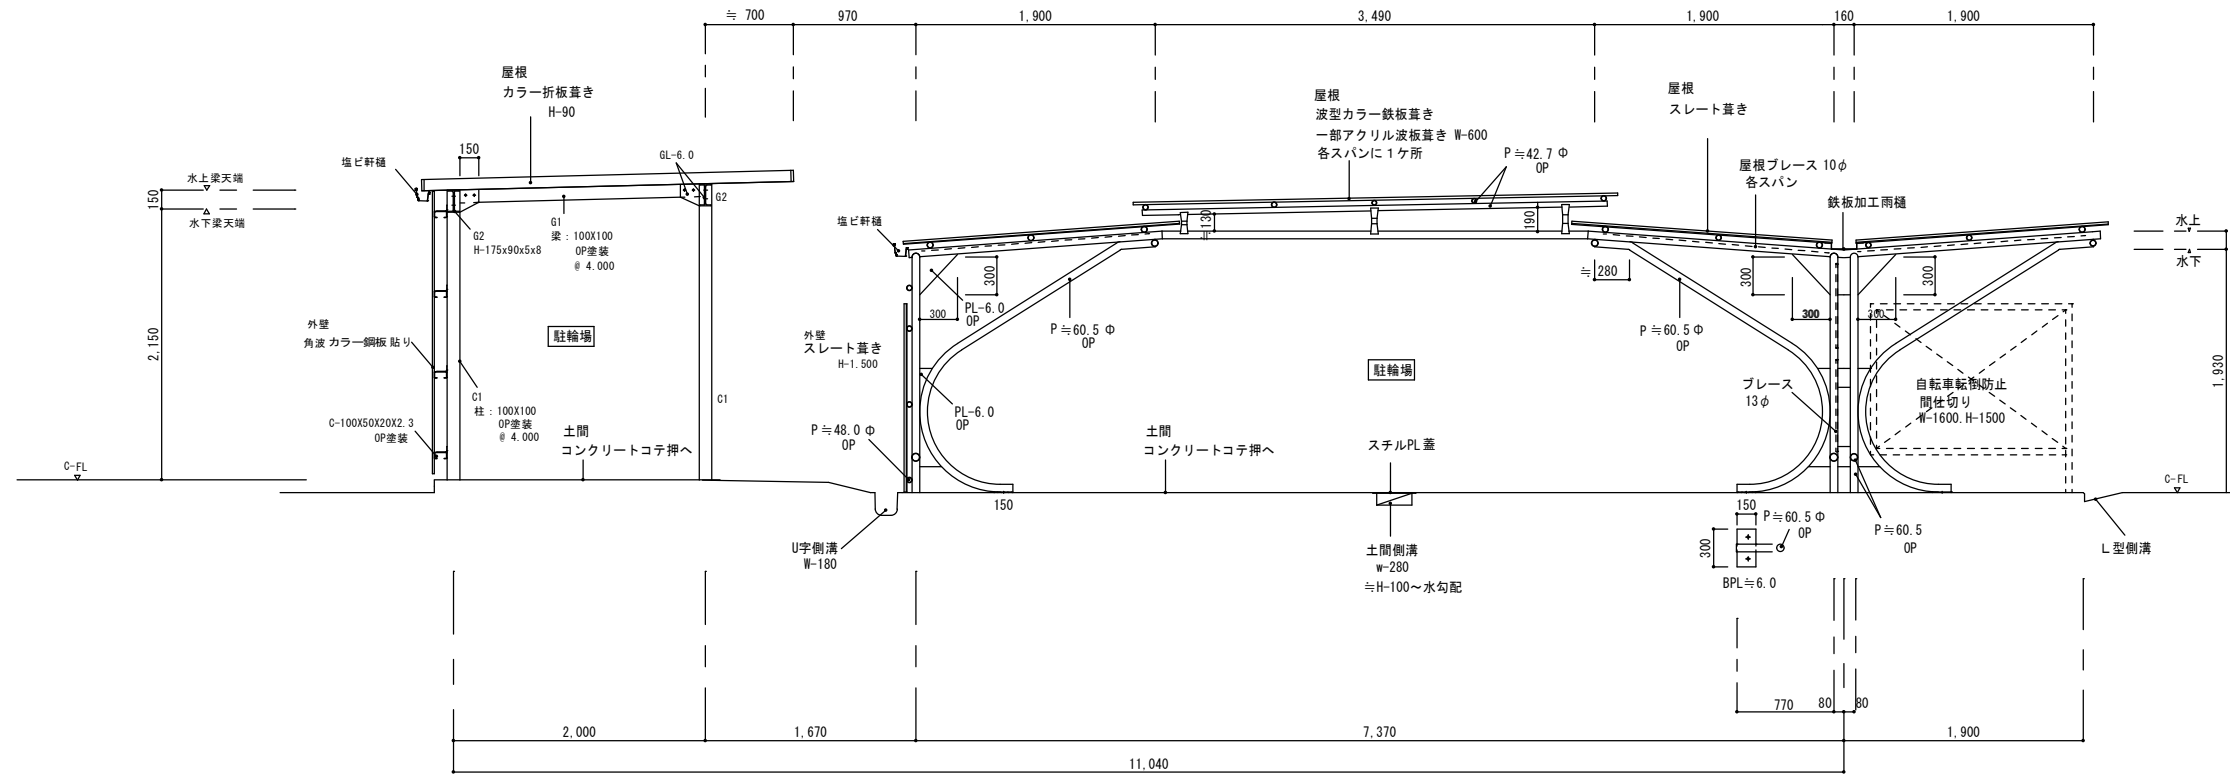 ≒ 700
970
1,900
3,490
1,900
160
1,900
屋根
カラー折板葺き
H-90
150
GL-6.0
塩ビ軒樋
水上梁天端
150
水下梁天端
G2
G1
梁：100X100
OP塗装
@ 4.000
G2
H-175x90x5x8
屋根
波型カラー鉄板葺き
一部アクリル波板葺き W-600
各スパンに１ケ所
P≒42.7Φ
OP
屋根
スレート葺き
屋根ブレース 10φ
各スパン
鉄板加工雨樋
塩ビ軒樋
≒130
190
水上
水下
300
PL-6.0
OP
300
P≒60.5Φ
OP
≒ 280
P≒60.5Φ
OP
300
300
300
300
2,150
外壁
角波 カラー鋼板 貼り
駐輪場
外壁
スレート葺き
H-1.500
駐輪場
C1
柱：100X100
OP塗装
@ 4.000
C1
C-100X50X20X2.3
OP塗装
PL-6.0
OP
P≒48.0Φ
OP
ブレース
13φ
自転車転倒防止
間仕切り
W-1600.H-1500
1,930
土間
コンクリートコテ押ヘ
土間
コンクリートコテ押ヘ
スチルPL蓋
C-FL
C-FL
150
U字側溝
W-180
土間側溝
w-280
≒H-100～水勾配
150
P≒60.5Φ
OP
300
BPL≒6.0
P≒60.5
OP
Ｌ型側溝
770
80
80
2,000
1,670
7,370
1,900
11,040